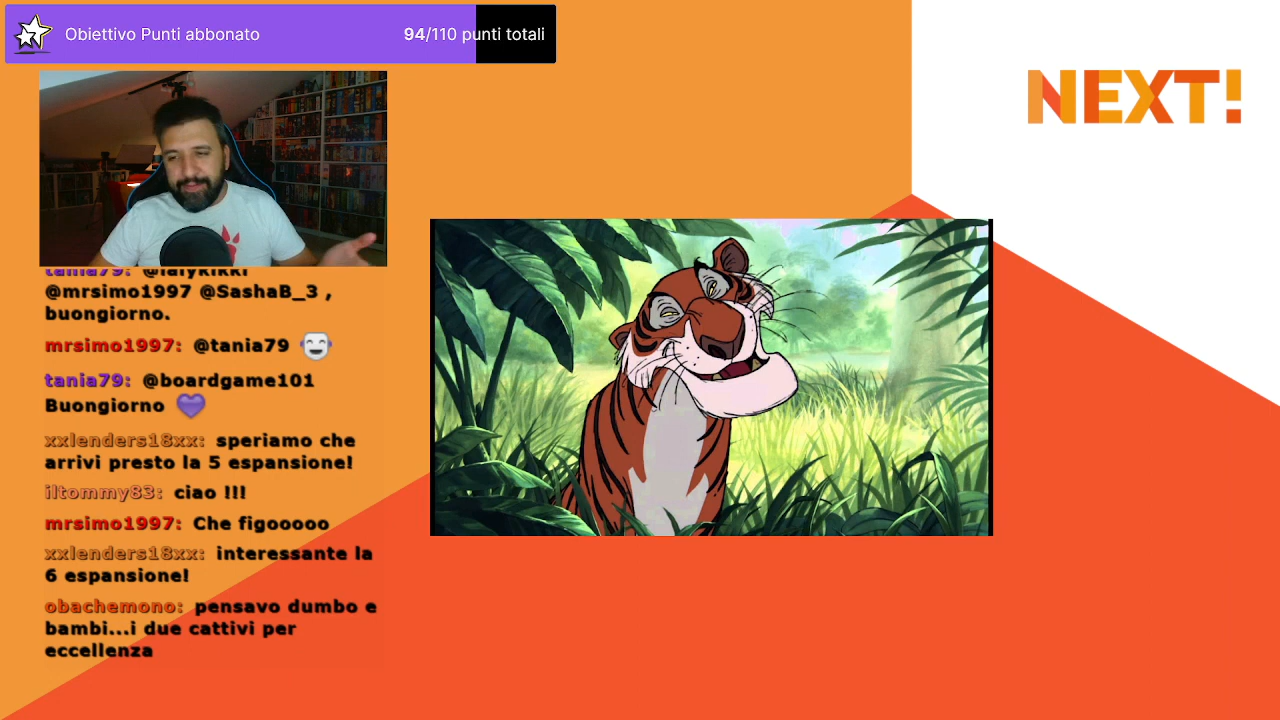 Obiettivo Punti abbonato 94/110 punti totali
NEXT!
tania79: @lalykikki
@mrsimo1997 @SashaB_3 ,
buongiorno.
mrsimo1997: @tania79
tania79: @boardgame101
Buongiorno
xxlenders18xx: speriamo che
arrivi presto la 5 espansione!
iltommy83: ciao !!!
mrsimo1997: Che figooooo
xxlenders18xx: interessante la
6 espansione!
obachemono: pensavo dumbo e
bambi...i due cattivi per
eccellenza